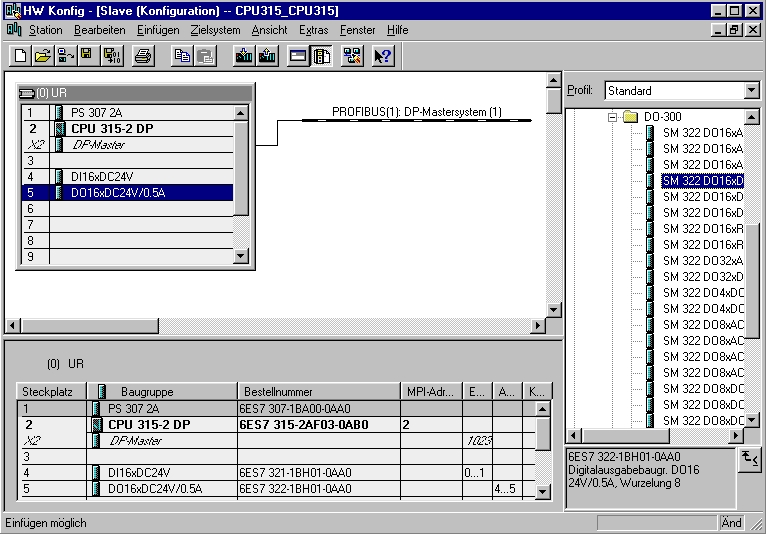 HW Konfig - [Slave (Konfiguration) -- CPU315_CPU315]
Station Bearbeiten Einfügen Zielsystem Ansicht Extras Fenster Hilfe
(0) UR
1 PS 307 2A
2 CPU 315-2 DP
X2 DP-Master
3
4 DI16xDC24V
5 DO16xDC24V/0.5A
6
7
8
9
PROFIBUS(1): DP-Mastersystem (1)
Profil: Standard
DO-300
SM 322 DO16xA
SM 322 DO16xA
SM 322 DO16xA
SM 322 DO16xD
SM 322 DO16xD
SM 322 DO16xD
SM 322 DO16xR
SM 322 DO16xR
SM 322 DO32xA
SM 322 DO32xD
SM 322 DO4xDC
SM 322 DO4xDC
SM 322 DO8xAC
SM 322 DO8xAC
SM 322 DO8xAC
SM 322 DO8xDC
SM 322 DO8xDC
SM 322 DO8xDC
(0) UR
Steckplatz Baugruppe Bestellnummer MPI-Adr... E... A... K...
1 PS 307 2A 6ES7 307-1BA00-0AA0
2 CPU 315-2 DP 6ES7 315-2AF03-0AB0 2
X2 DP-Master 1023
3
4 DI16xDC24V 6ES7 321-1BH01-0AA0 0...1
5 DO16xDC24V/0.5A 6ES7 322-1BH01-0AA0 4...5
6ES7 322-1BH01-0AA0
Digitalausgabebaugr. DO16
24V/0.5A, Wurzelung 8
Einfügen möglich Änd